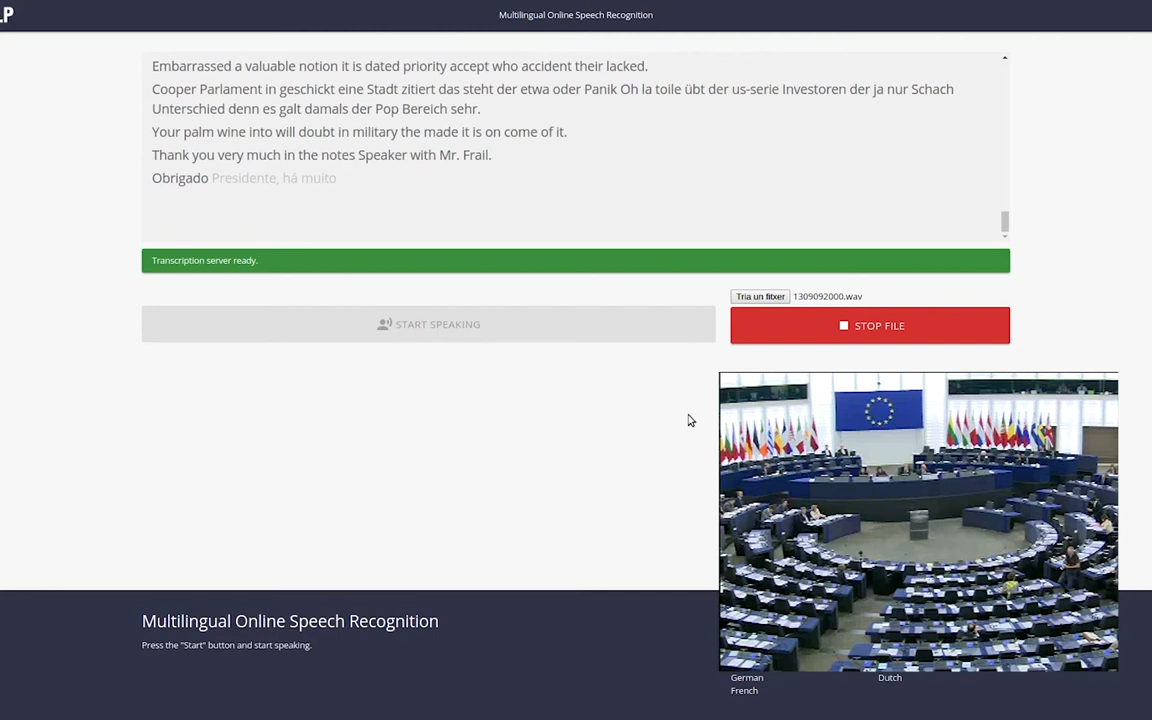 LP
Multilingual Online Speech Recognition
Embarrassed a valuable notion it is dated priority accept who accident their lacked.
Cooper Parlament in geschickt eine Stadt zitiert das steht der etwa oder Panik Oh la toile übt der us-serie Investoren der ja nur Schach
Unterschied denn es galt damals der Pop Bereich sehr.
Your palm wine into will doubt in military the made it is on come of it.
Thank you very much in the notes Speaker with Mr. Frail.
Obrigado Presidente, há muito
Transcription server ready.
Tria un fitxer 1309092000.wav
START SPEAKING
STOP FILE
Multilingual Online Speech Recognition
Press the "Start" button and start speaking.
German Dutch
French